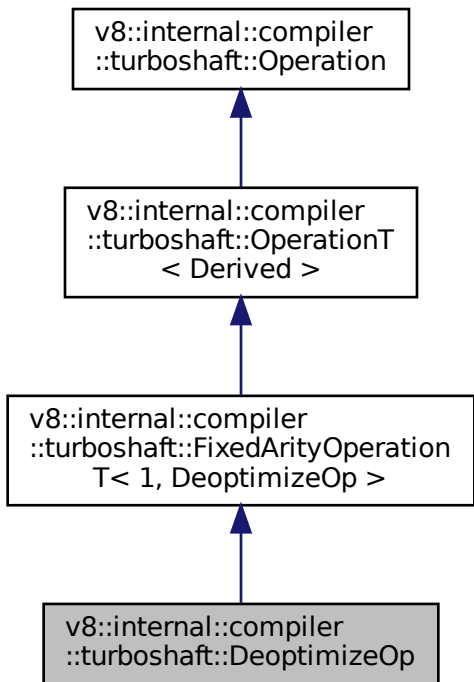 v8::internal::compiler
::turboshaft::Operation
v8::internal::compiler
::turboshaft::OperationT
< Derived >
v8::internal::compiler
::turboshaft::FixedArityOperation
T< 1, DeoptimizeOp >
v8::internal::compiler
::turboshaft::DeoptimizeOp